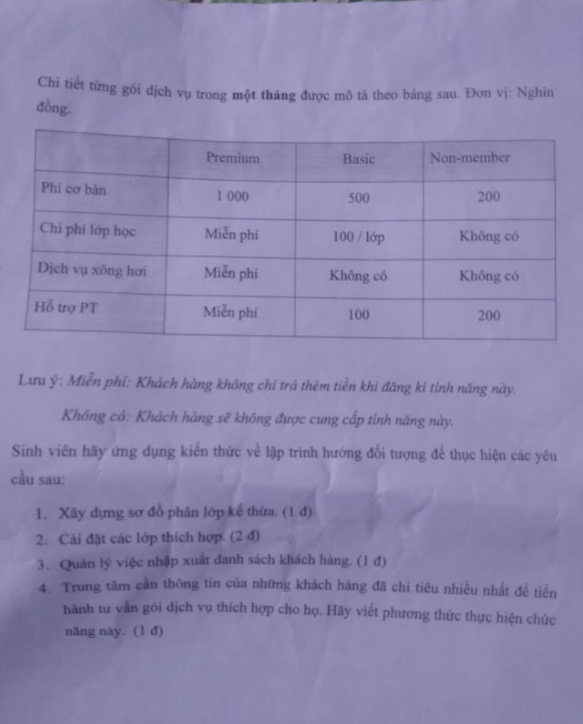 Chi tiết từng gói dịch vụ trong một tháng được mô tả theo bảng sau. Đơn vị: Nghìn
đồng.
Premium Basic Non-member
Phí cơ bản 1 000 500 200
Chi phí lớp học Miễn phí 100 / lớp Không có
Dịch vụ xông hơi Miễn phí Không có Không có
Hỗ trợ PT Miễn phí 100 200
Lưu ý: Miễn phí: Khách hàng không chi trả thêm tiền khi đăng kí tính năng này.
Không có: Khách hàng sẽ không được cung cấp tính năng này.
Sinh viên hãy ứng dụng kiến thức về lập trình hướng đối tượng để thục hiện các yêu
cầu sau:
1. Xây dựng sơ đồ phân lớp kế thừa. (1 đ)
2. Cài đặt các lớp thích hợp. (2 đ)
3. Quản lý việc nhập xuất danh sách khách hàng. (1 đ)
4. Trung tâm cần thông tin của những khách hàng đã chi tiêu nhiều nhất để tiến
hành tư vấn gói dịch vụ thích hợp cho họ. Hãy viết phương thức thực hiện chức
năng này. (1 đ)